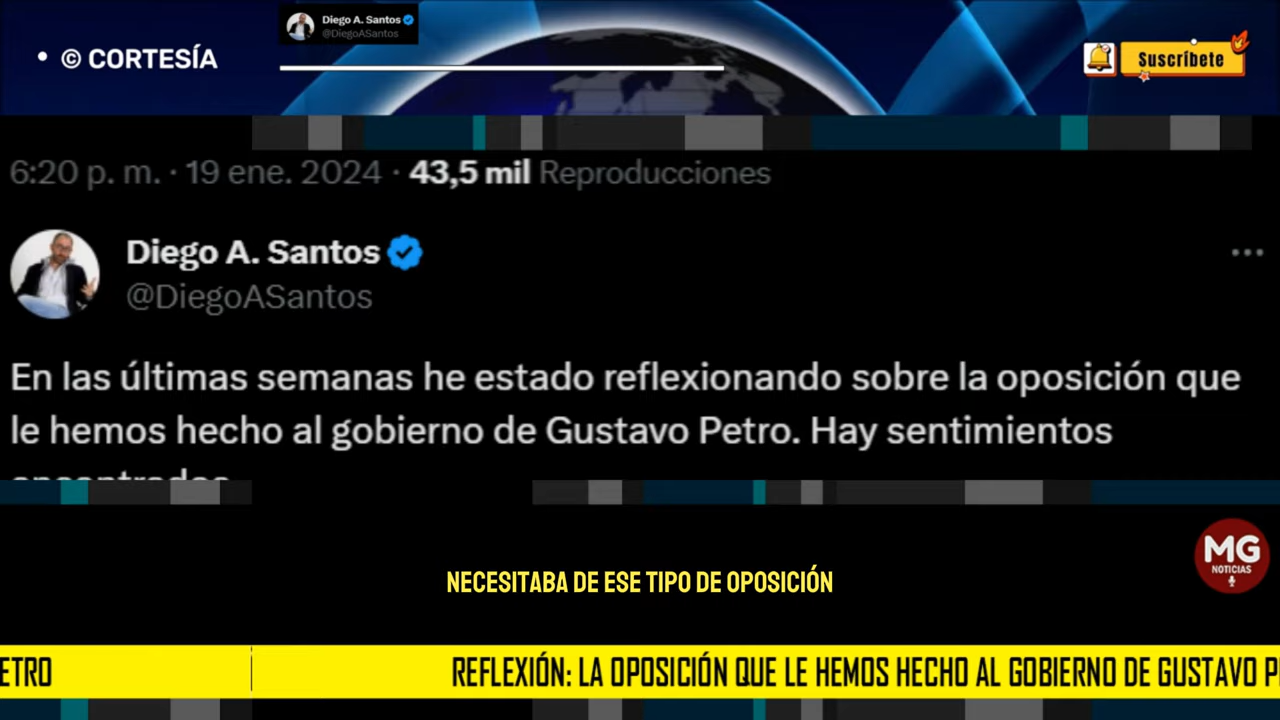 Diego A. Santos
@DiegoASantos
• © CORTESÍA
Suscríbete
6:20 p. m. · 19 ene. 2024 · 43,5 mil Reproducciones
Diego A. Santos
@DiegoASantos
En las últimas semanas he estado reflexionando sobre la oposición que
le hemos hecho al gobierno de Gustavo Petro. Hay sentimientos
MG
NOTICIAS
NECESITABA DE ESE TIPO DE OPOSICIÓN
ETRO
REFLEXIÓN: LA OPOSICIÓN QUE LE HEMOS HECHO AL GOBIERNO DE GUSTAVO P